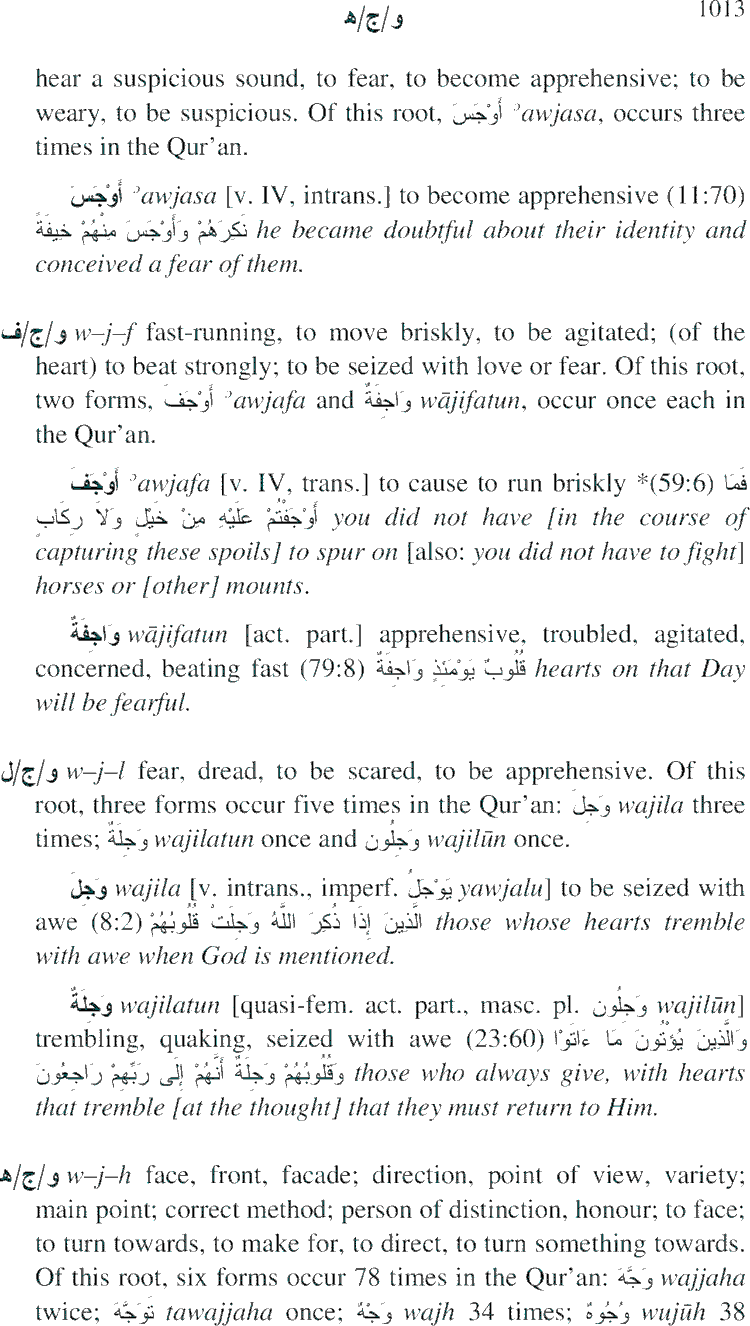 و/ج/ه 1013
hear a suspicious sound, to fear, to become apprehensive; to be
weary, to be suspicious. Of this root, أَوْجَسَ ʾawjasa, occurs three
times in the Qur'an.
أَوْجَسَ ʾawjasa [v. IV, intrans.] to become apprehensive (11:70)
نَكِرَهُمْ وَأَوْجَسَ مِنْهُمْ خِيفَةً he became doubtful about their identity and
conceived a fear of them.
و/ج/ف w–j–f fast-running, to move briskly, to be agitated; (of the
heart) to beat strongly; to be seized with love or fear. Of this root,
two forms, أَوْجَفَ ʾawjafa and وَاجِفَةٌ wājifatun, occur once each in
the Qur'an.
أَوْجَفَ ʾawjafa [v. IV, trans.] to cause to run briskly *(59:6) فَمَا
أَوْجَفْتُمْ عَلَيْهِ مِنْ خَيْلٍ وَلاَ رِكَابٍ you did not have [in the course of
capturing these spoils] to spur on [also: you did not have to fight]
horses or [other] mounts.
وَاجِفَةٌ wājifatun [act. part.] apprehensive, troubled, agitated,
concerned, beating fast (79:8) قُلُوبٌ يَوْمَئِذٍ وَاجِفَةٌ hearts on that Day
will be fearful.
و/ج/ل w–j–l fear, dread, to be scared, to be apprehensive. Of this
root, three forms occur five times in the Qur'an: وَجِلَ wajila three
times; وَجِلَةٌ wajilatun once and وَجِلُون wajilūn once.
وَجِلَ wajila [v. intrans., imperf. يَوْجَلُ yawjalu] to be seized with
awe (8:2) الَّذِينَ إِذَا ذُكِرَ اللَّهُ وَجِلَتْ قُلُوبُهُمْ those whose hearts tremble
with awe when God is mentioned.
وَجِلَةٌ wajilatun [quasi-fem. act. part., masc. pl. وَجِلُون wajilūn]
trembling, quaking, seized with awe (23:60) وَالَّذِينَ يُؤْتُونَ مَا ءَاتَوْا
وَقُلُوبُهُمْ وَجِلَةٌ أَنَّهُمْ إِلَى رَبِّهِمْ رَاجِعُونَ those who always give, with hearts
that tremble [at the thought] that they must return to Him.
و/ج/ه w–j–h face, front, facade; direction, point of view, variety;
main point; correct method; person of distinction, honour; to face;
to turn towards, to make for, to direct, to turn something towards.
Of this root, six forms occur 78 times in the Qur'an: وَجَّهَ wajjaha
twice; تَوَجَّهَ tawajjaha once; وَجْهٌ wajh 34 times; وُجُوهٌ wujūh 38